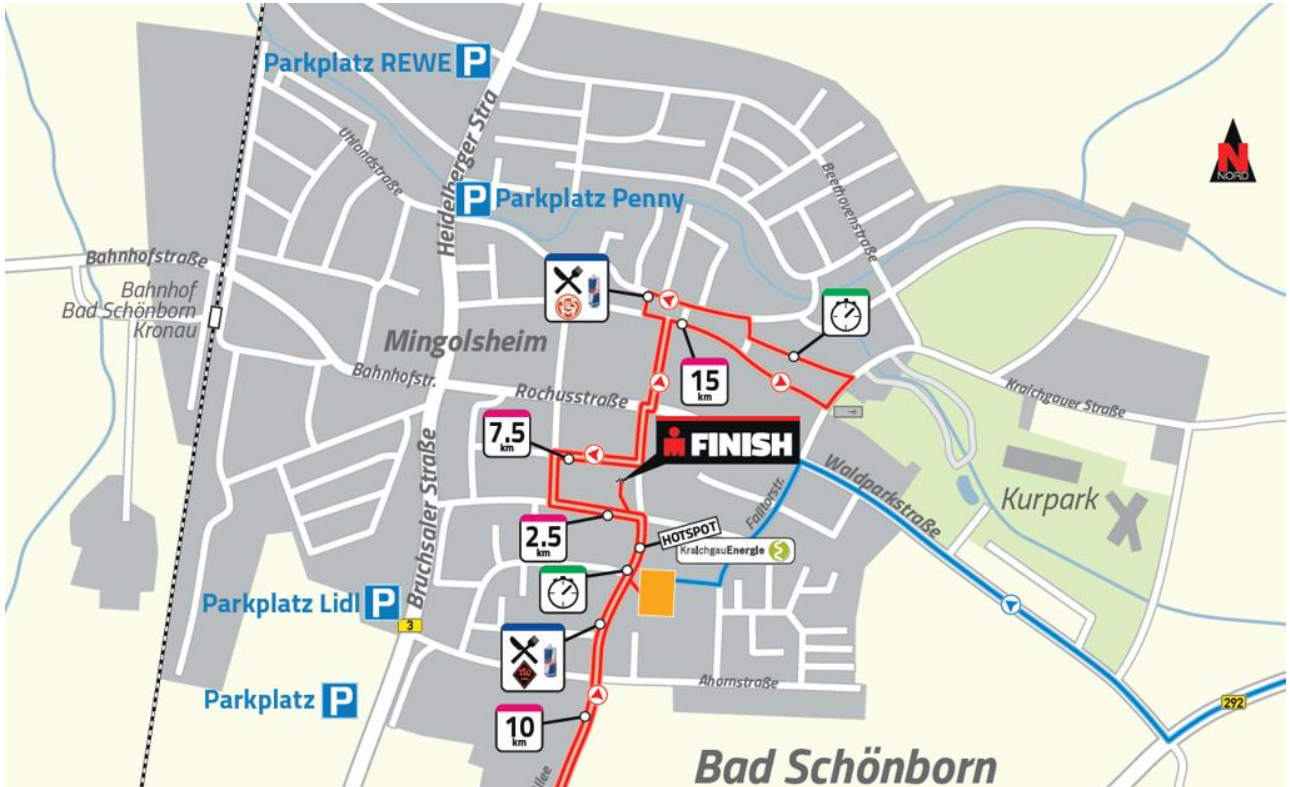 Parkplatz REWE P
Heidelberger Stra
Uhlandstraße
P Parkplatz Penny
Beethovenstraße
N
NORD
Bahnhofstraße
Bahnhof
Bad Schönborn
Kronau
Mingolsheim
Bahnhofstr.
Rochusstraße
15
km
Kraichgauer Straße
7.5
km
FINISH
Bruchsaler Straße
Waldparkstraße
Kurpark
Falltorstr.
2.5
km
HOTSPOT
KraichgauEnergie
Parkplatz Lidl P
3
Ahornstraße
Parkplatz P
10
km
292
Bad Schönborn
llee